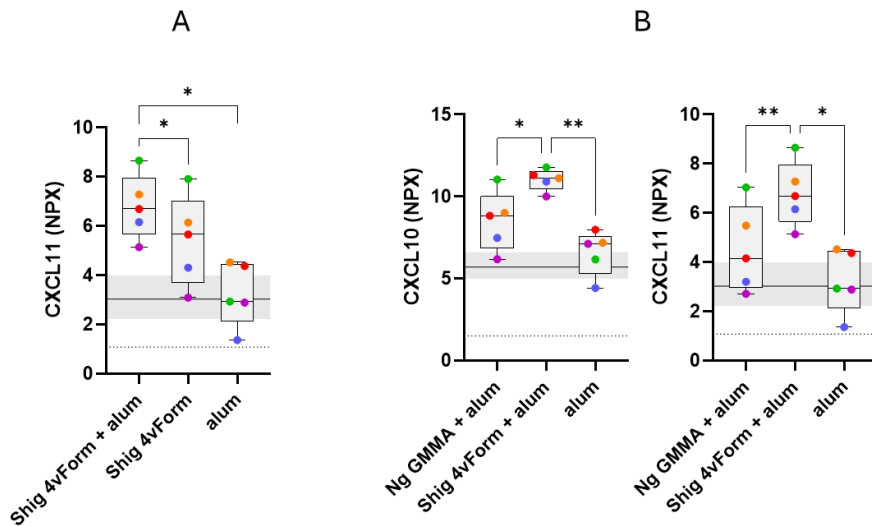 A
B
* 
*
CXCL11 (NPX)
10
8
6
4
2
0
Shig 4vForm + alum
Shig 4vForm
alum
*
**
CXCL10 (NPX)
15
10
5
0
Ng GMMA + alum
Shig 4vForm + alum
alum
**
*
CXCL11 (NPX)
10
8
6
4
2
0
Ng GMMA + alum
Shig 4vForm + alum
alum